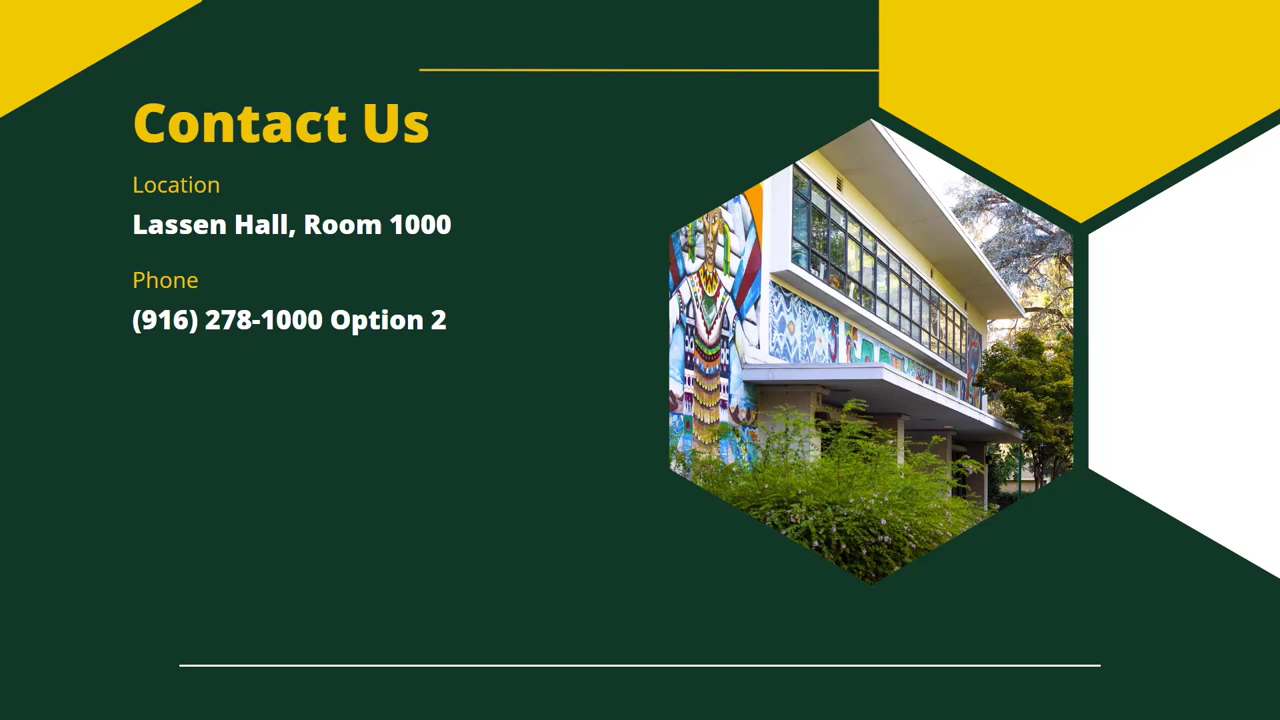 Contact Us
Location
Lassen Hall, Room 1000
Phone
(916) 278-1000 Option 2